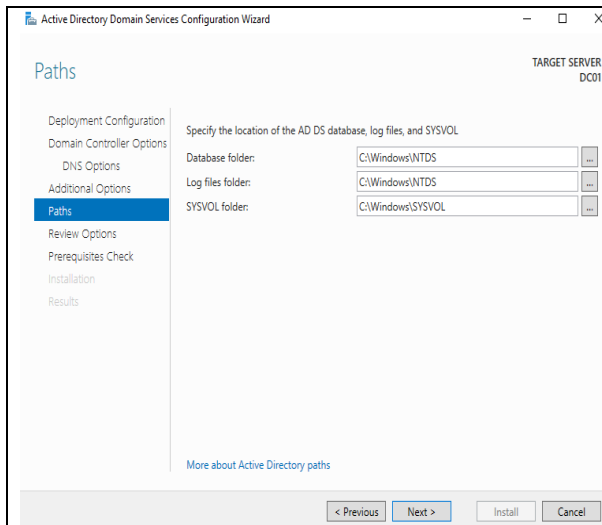 Active Directory Domain Services Configuration Wizard
Paths
TARGET SERVER
DC01
Deployment Configuration
Domain Controller Options
DNS Options
Additional Options
Paths
Review Options
Prerequisites Check
Installation
Results
Specify the location of the AD DS database, log files, and SYSVOL
Database folder: C:\Windows\NTDS ...
Log files folder: C:\Windows\NTDS ...
SYSVOL folder: C:\Windows\SYSVOL ...
More about Active Directory paths
< Previous Next > Install Cancel